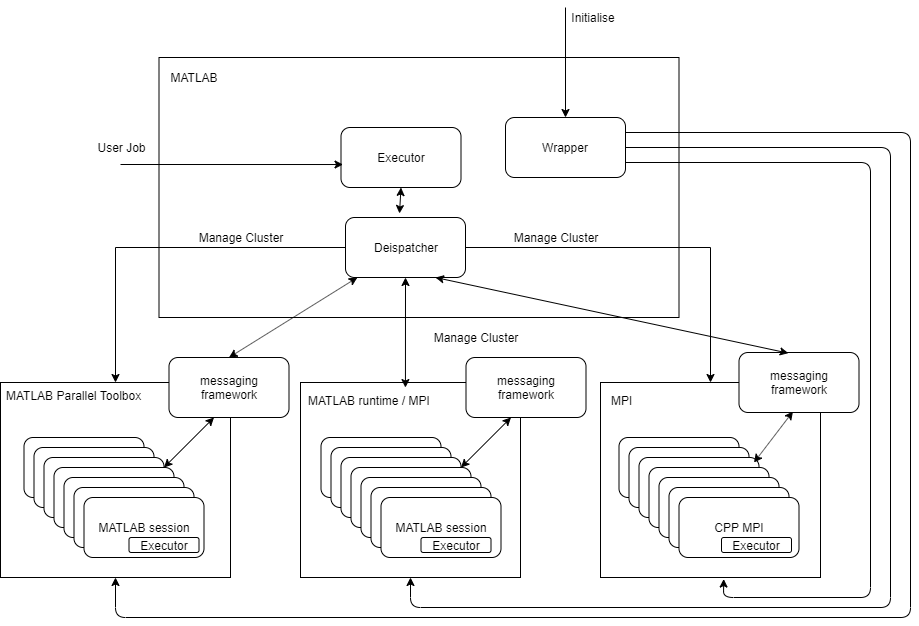 Initialise
MATLAB
User Job
Executor
Wrapper
Manage Cluster
Deispatcher
Manage Cluster
Manage Cluster
messaging
framework
messaging
framework
messaging
framework
MATLAB Parallel Toolbox
MATLAB runtime / MPI
MPI
MATLAB session
Executor
MATLAB session
Executor
CPP MPI
Executor